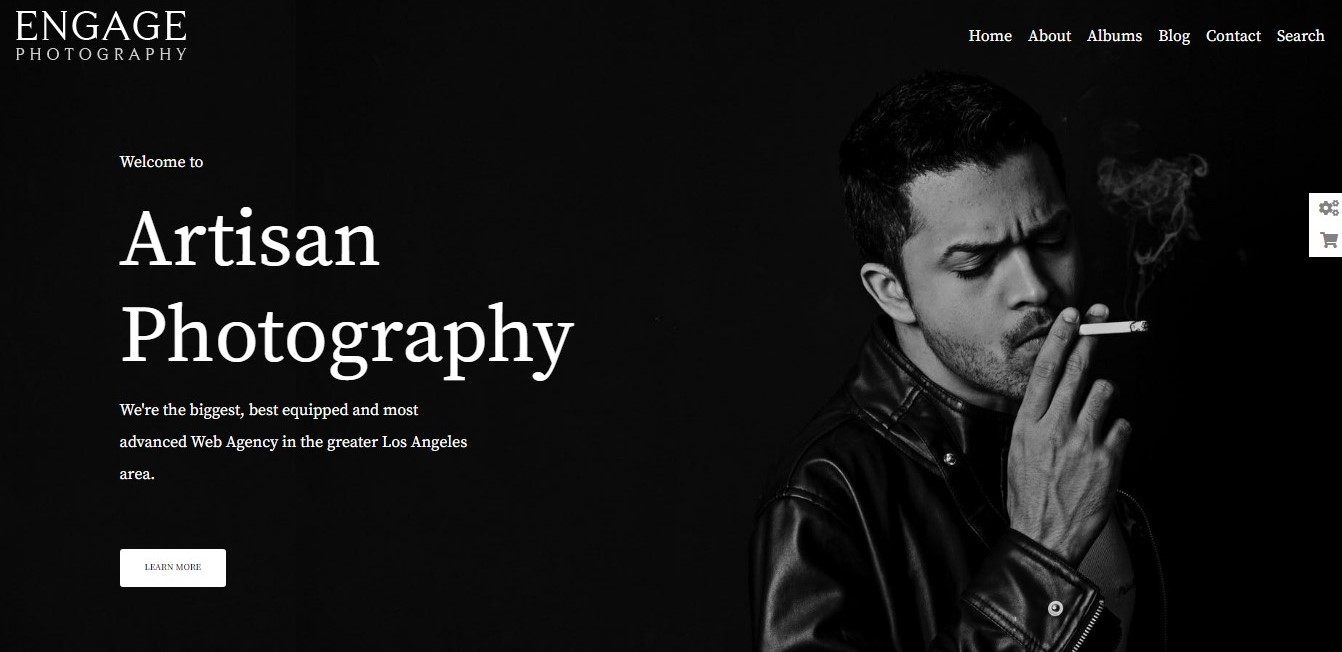 ENGAGE
PHOTOGRAPHY
Home About Albums Blog Contact Search
Welcome to
Artisan
Photography
We're the biggest, best equipped and most
advanced Web Agency in the greater Los Angeles
area.
LEARN MORE